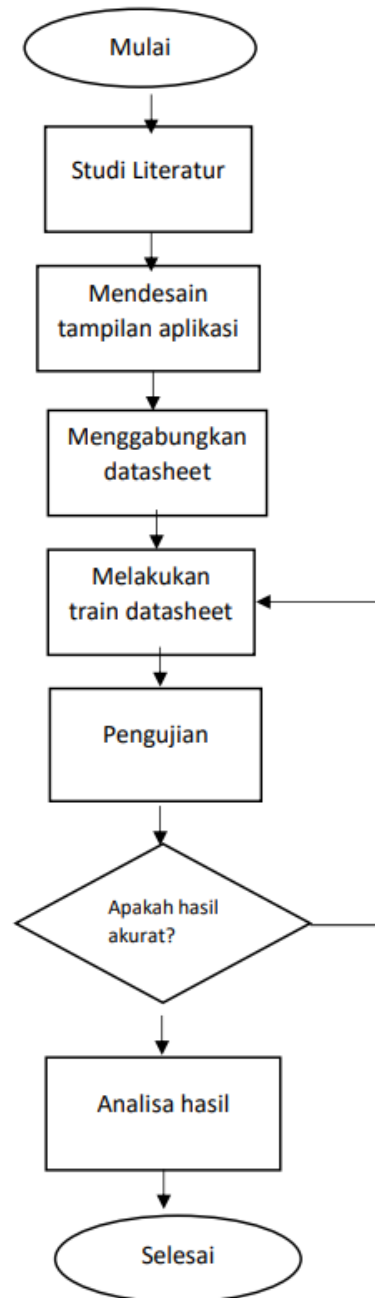 Mulai
Studi Literatur
Mendesain
tampilan aplikasi
Menggabungkan
datasheet
Melakukan
train datasheet
Pengujian
Apakah hasil
akurat?
Analisa hasil
Selesai